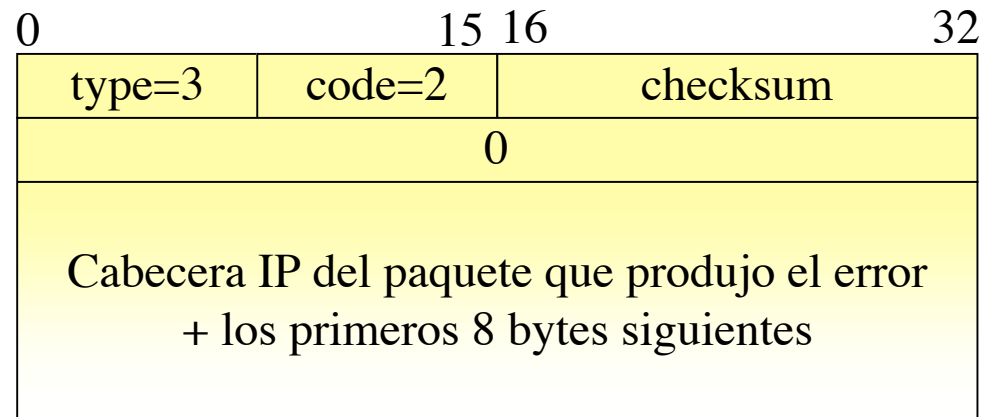 0 15 16 32
type=3 code=2 checksum
0
Cabecera IP del paquete que produjo el error
+ los primeros 8 bytes siguientes